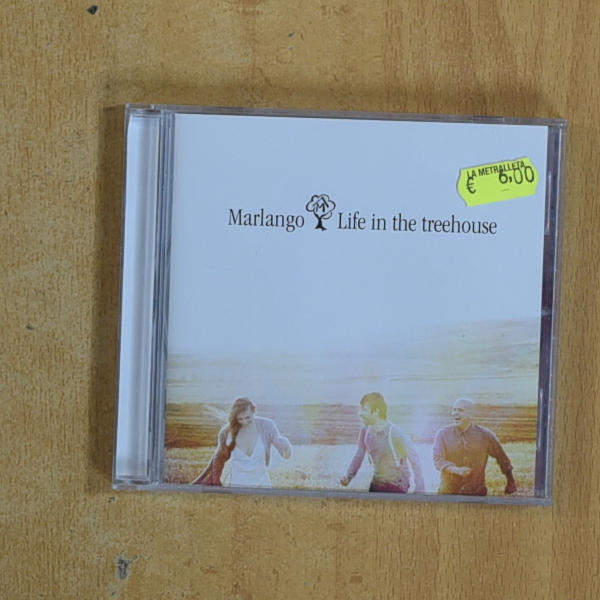 LA METRALLETA
€ 6,00
Marlango M Life in the treehouse